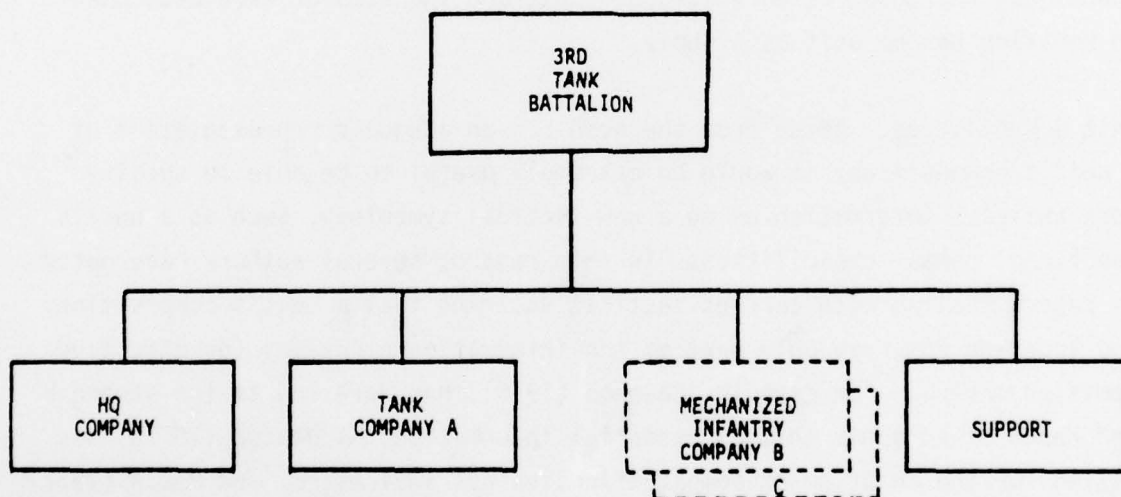 3RD
TANK
BATTALION
HQ
COMPANY
TANK
COMPANY A
MECHANIZED
INFANTRY
COMPANY B
C
SUPPORT